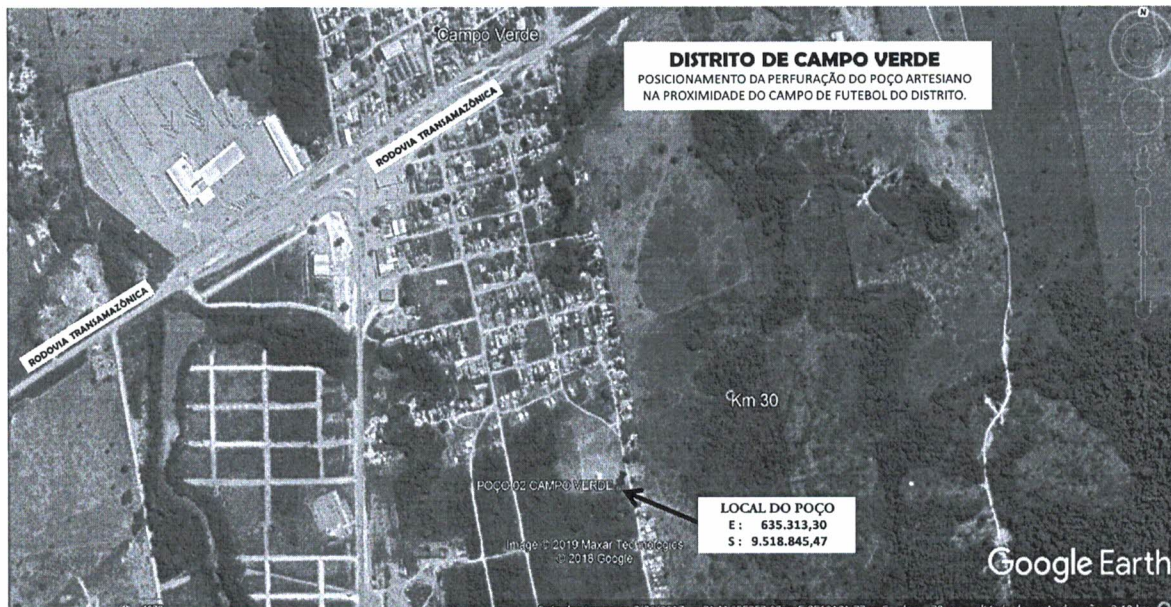 N
Campo Verde
DISTRITO DE CAMPO VERDE
POSICIONAMENTO DA PERFURAÇÃO DO POÇO ARTESIANO
NA PROXIMIDADE DO CAMPO DE FUTEBOL DO DISTRITO.
RODOVIA TRANSAMAZÔNICA
RODOVIA TRANSAMAZÔNICA
Km 30
POÇO 02 CAMPO VERDE
LOCAL DO POÇO
E : 635.313,30
S : 9.518.845,47
Image © 2019 Maxar Technologies
© 2018 Google
Google Earth